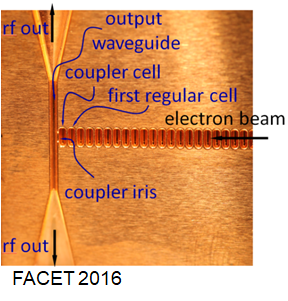 rf out
output
waveguide
coupler cell
first regular cell
electron beam
coupler iris
rf out
FACET 2016